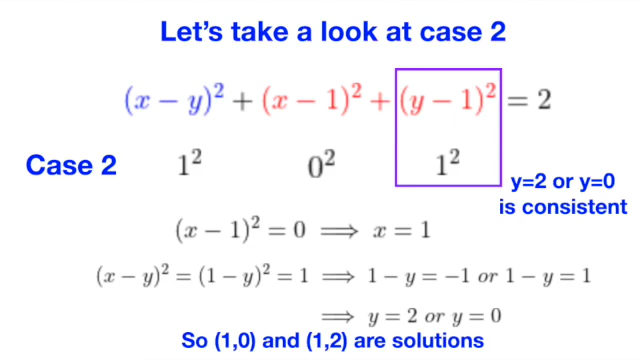 Let's take a look at case 2
(x − y)² + (x − 1)² + (y − 1)² = 2
Case 2 1² 0² 1²
y=2 or y=0
is consistent
(x − 1)² = 0 ⟹ x = 1
(x − y)² = (1 − y)² = 1 ⟹ 1 − y = −1 or 1 − y = 1
⟹ y = 2 or y = 0
So (1,0) and (1,2) are solutions